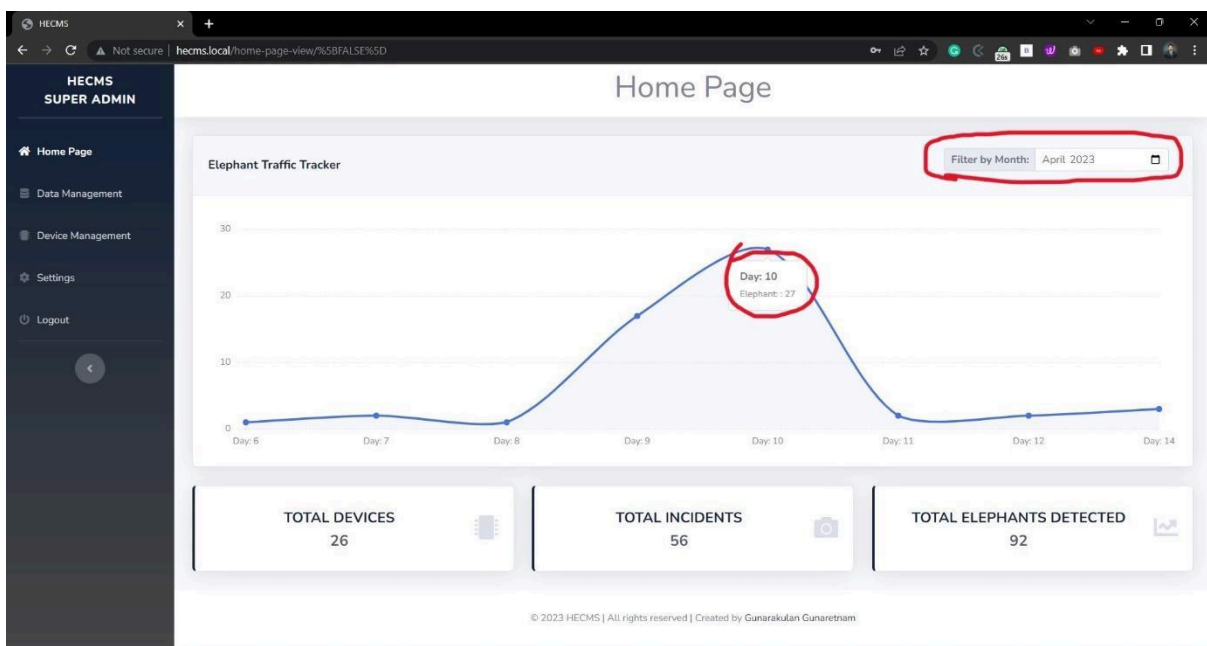 HECMS
Not secure | hecms.local/home-page-view/%5BFALSE%5D
26s
HECMS
SUPER ADMIN
Home Page
Data Management
Device Management
Settings
Logout
Home Page
Elephant Traffic Tracker
Filter by Month: April 2023
30
20
10
0
Day: 10
Elephant: : 27
Day: 6 Day: 7 Day: 8 Day: 9 Day: 10 Day: 11 Day: 12 Day: 14
TOTAL DEVICES
26
TOTAL INCIDENTS
56
TOTAL ELEPHANTS DETECTED
92
© 2023 HECMS | All rights reserved | Created by Gunarakulan Gunaretnam